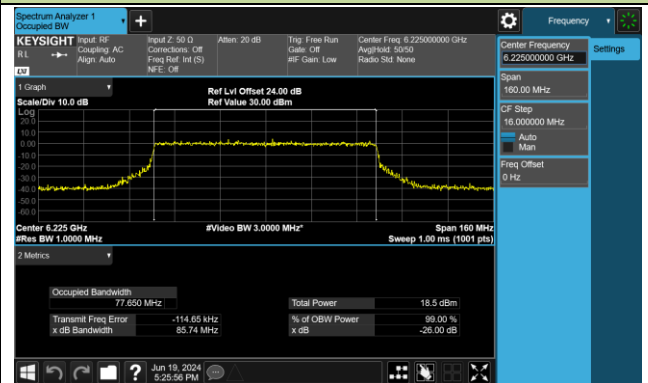 Spectrum Analyzer 1
Occupied BW
Frequency
KEYSIGHT
Input: RF
Coupling: AC
Align: Auto
Input Z: 50 Ω
Corrections: Off
Freq Ref: Int (S)
NFE: Off
Atten: 20 dB
Trig: Free Run
Gate: Off
#IF Gain: Low
Center Freq: 6.225000000 GHz
Avg|Hold: 50/50
Radio Std: None
R L
LXI
Center Frequency
6.225000000 GHz
Settings
Span
160.00 MHz
CF Step
16.000000 MHz
Auto
Man
Freq Offset
0 Hz
1 Graph
Scale/Div 10.0 dB
Ref Lvl Offset 24.00 dB
Ref Value 30.00 dBm
Log
20.0
10.0
0.00
-10.0
-20.0
-30.0
-40.0
-50.0
-60.0
Center 6.225 GHz
#Res BW 1.0000 MHz
#Video BW 3.0000 MHz*
Span 160 MHz
Sweep 1.00 ms (1001 pts)
2 Metrics
Occupied Bandwidth
77.650 MHz
Transmit Freq Error -114.65 kHz
x dB Bandwidth 85.74 MHz
Total Power 18.5 dBm
% of OBW Power 99.00 %
x dB -26.00 dB
?
Jun 19, 2024
5:25:56 PM